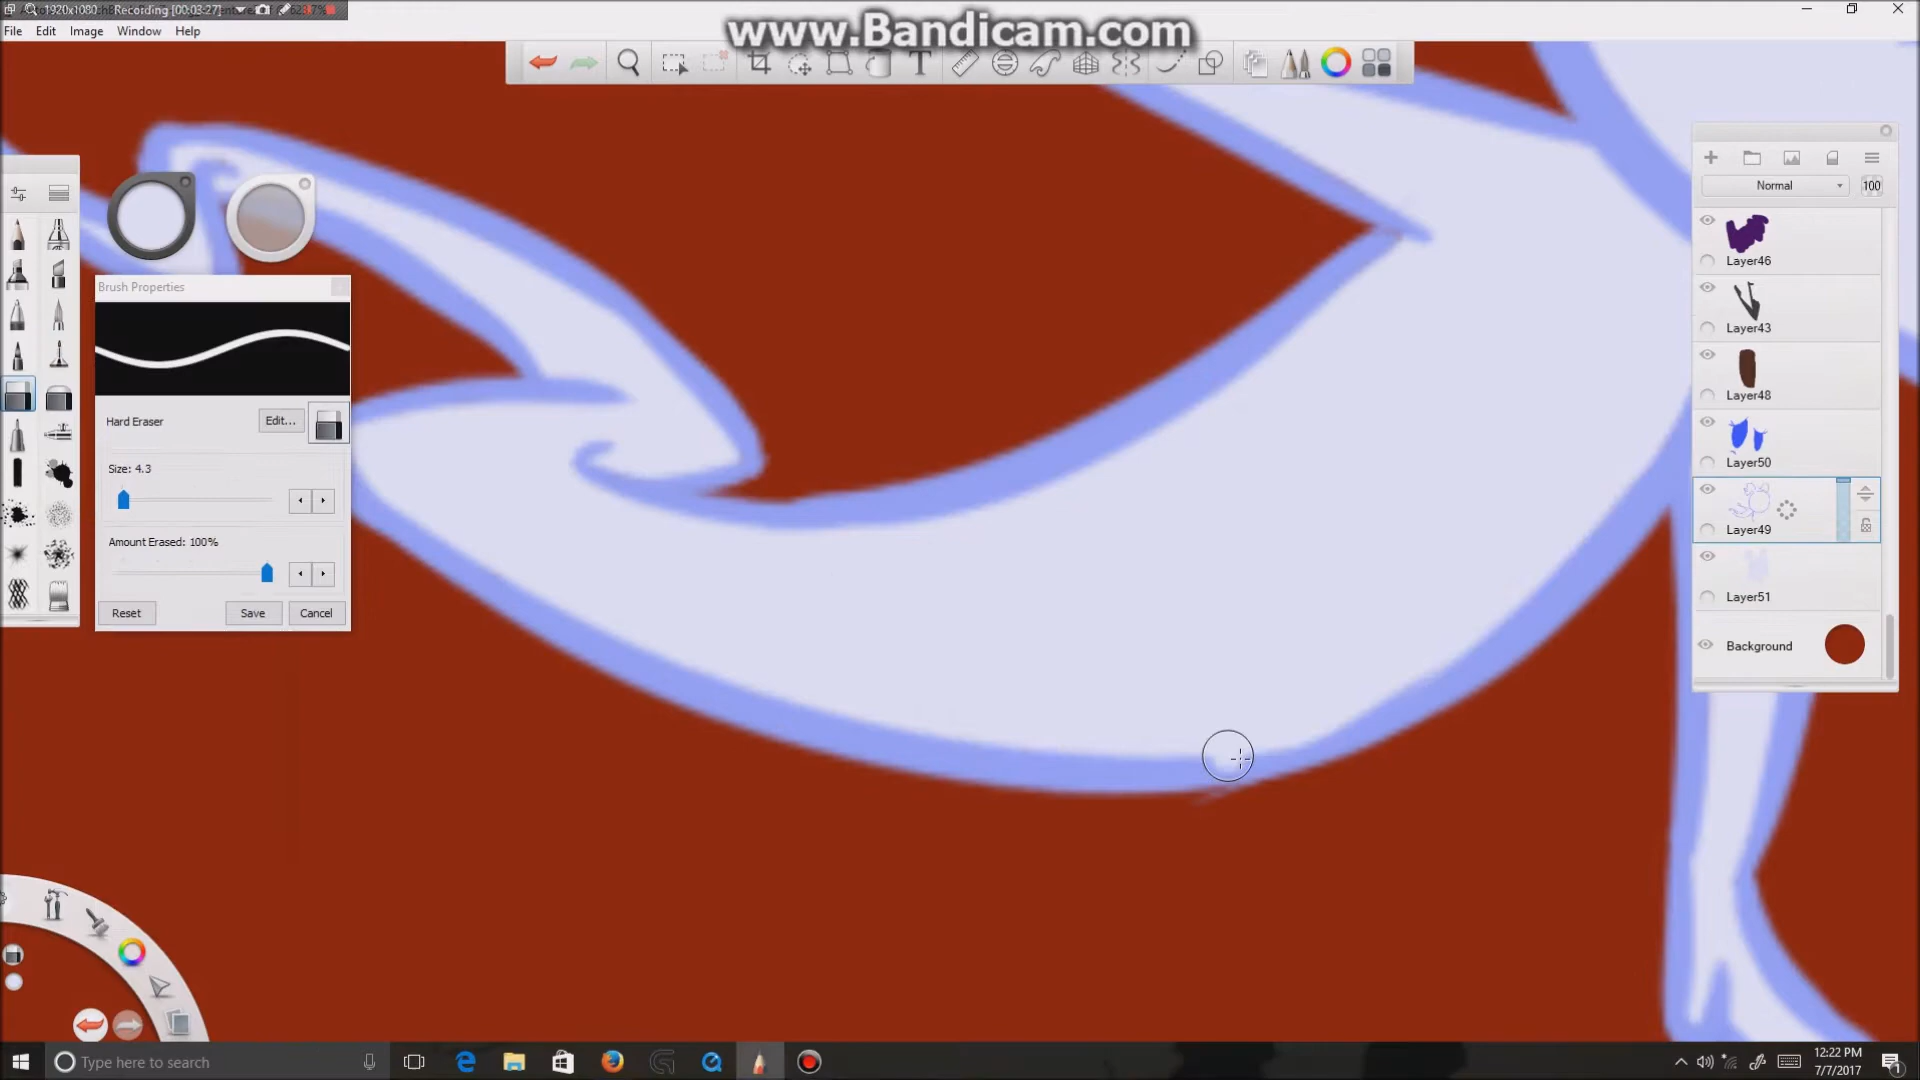 1920x1080 Recording [00:03:27]
www.Bandicam.com
File Edit Image Window Help
Brush Properties
Hard Eraser Edit...
Size: 4.3
Amount Erased: 100%
Reset Save Cancel
Normal 100
Layer46
Layer43
Layer48
Layer50
Layer49
Layer51
Background
Type here to search
12:22 PM
7/7/2017
1